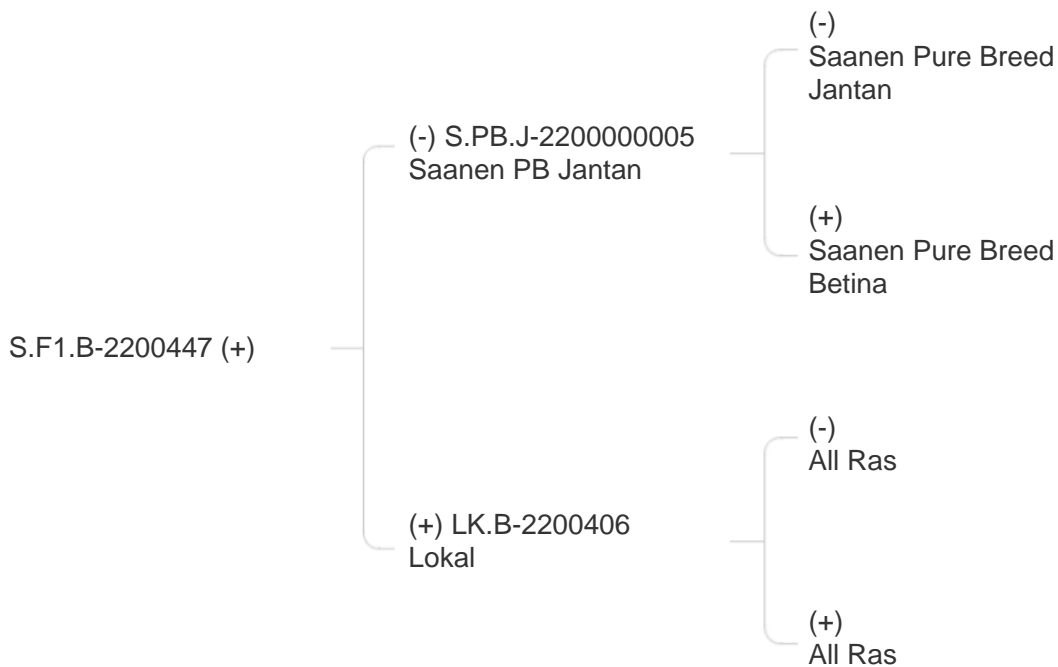 (-)
Saanen Pure Breed
Jantan
(-) S.PB.J-2200000005
Saanen PB Jantan
(+)
Saanen Pure Breed
Betina
S.F1.B-2200447 (+)
(-)
All Ras
(+) LK.B-2200406
Lokal
(+)
All Ras